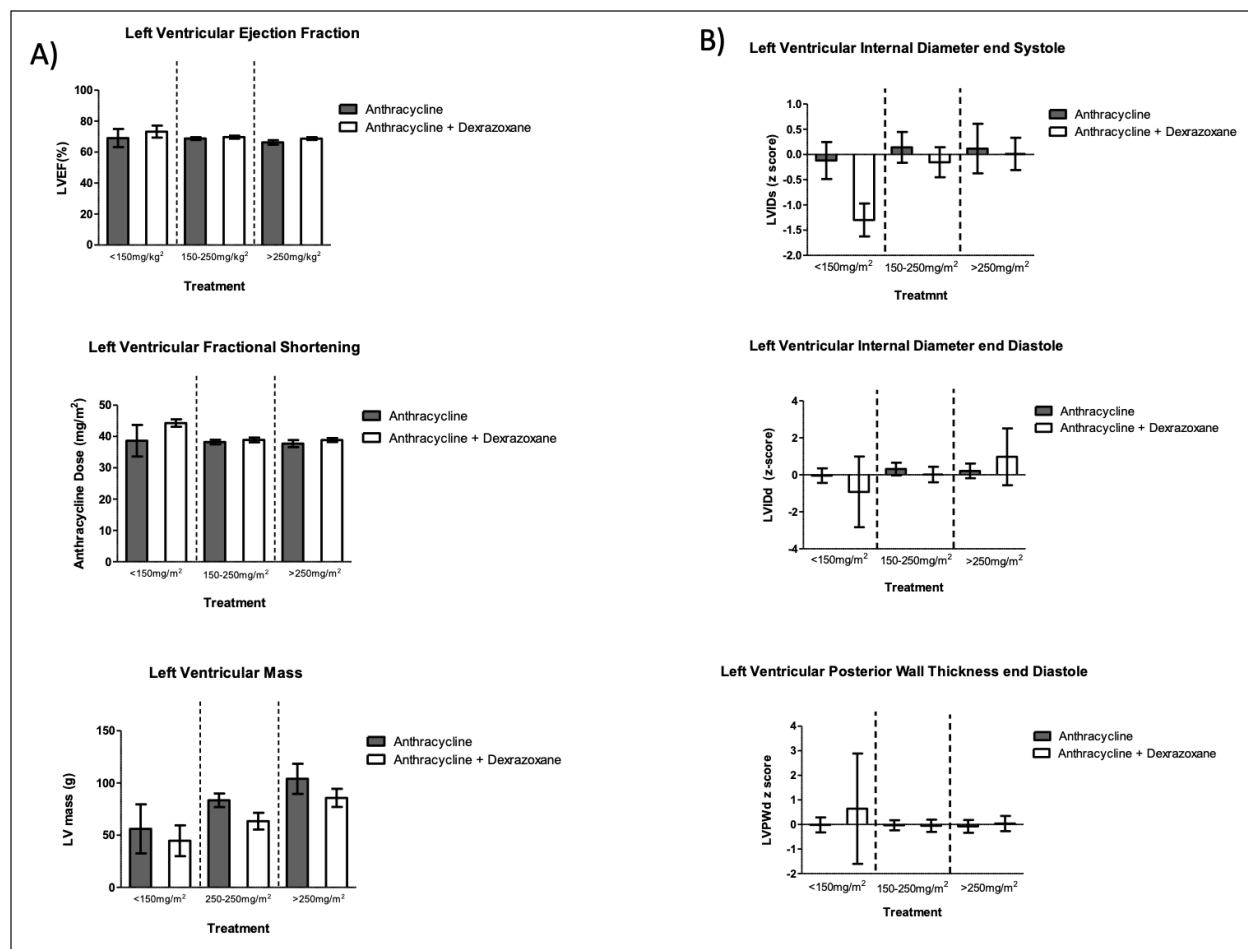 A)
Left Ventricular Ejection Fraction
Anthracycline
Anthracycline + Dexrazoxane
LVEF(%)
100
80
60
40
20
0
<150mg/kg²
150-250mg/kg²
>250mg/kg²
Treatment
Left Ventricular Fractional Shortening
Anthracycline
Anthracycline + Dexrazoxane
Anthracycline Dose (mg/m²)
50
40
30
20
10
0
<150mg/m²
150-250mg/m²
>250mg/m²
Treatment
Left Ventricular Mass
Anthracycline
Anthracycline + Dexrazoxane
LV mass (g)
150
100
50
0
<150mg/m²
250-250mg/m²
>250mg/m²
Treatment
B)
Left Ventricular Internal Diameter end Systole
Anthracycline
Anthracycline + Dexrazoxane
LVIDs (z score)
1.0
0.5
0.0
-0.5
-1.0
-1.5
-2.0
<150mg/m²
150-250mg/m²
>250mg/m²
Treatmnt
Left Ventricular Internal Diameter end Diastole
Anthracycline
Anthracycline + Dexrazoxane
LVIDd (z-score)
4
2
0
-2
-4
<150mg/m²
150-250mg/m²
>250mg/m²
Treatment
Left Ventricular Posterior Wall Thickness end Diastole
Anthracycline
Anthracycline + Dexrazoxane
LVPWd z score
4
3
2
1
0
-1
-2
<150mg/m²
150-250mg/m²
>250mg/m²
Treatment